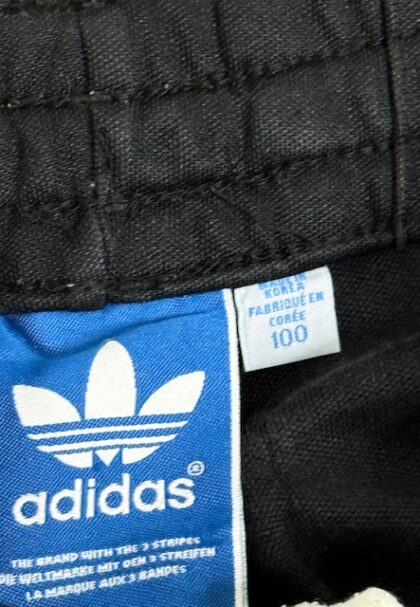 MADE IN
KOREA
FABRIQUÉ EN
CORÉE
100
adidas®
THE BRAND WITH THE 3 STRIPES
DIE WELTMARKE MIT DEN 3 STREIFEN
LA MARQUE AUX 3 BANDES